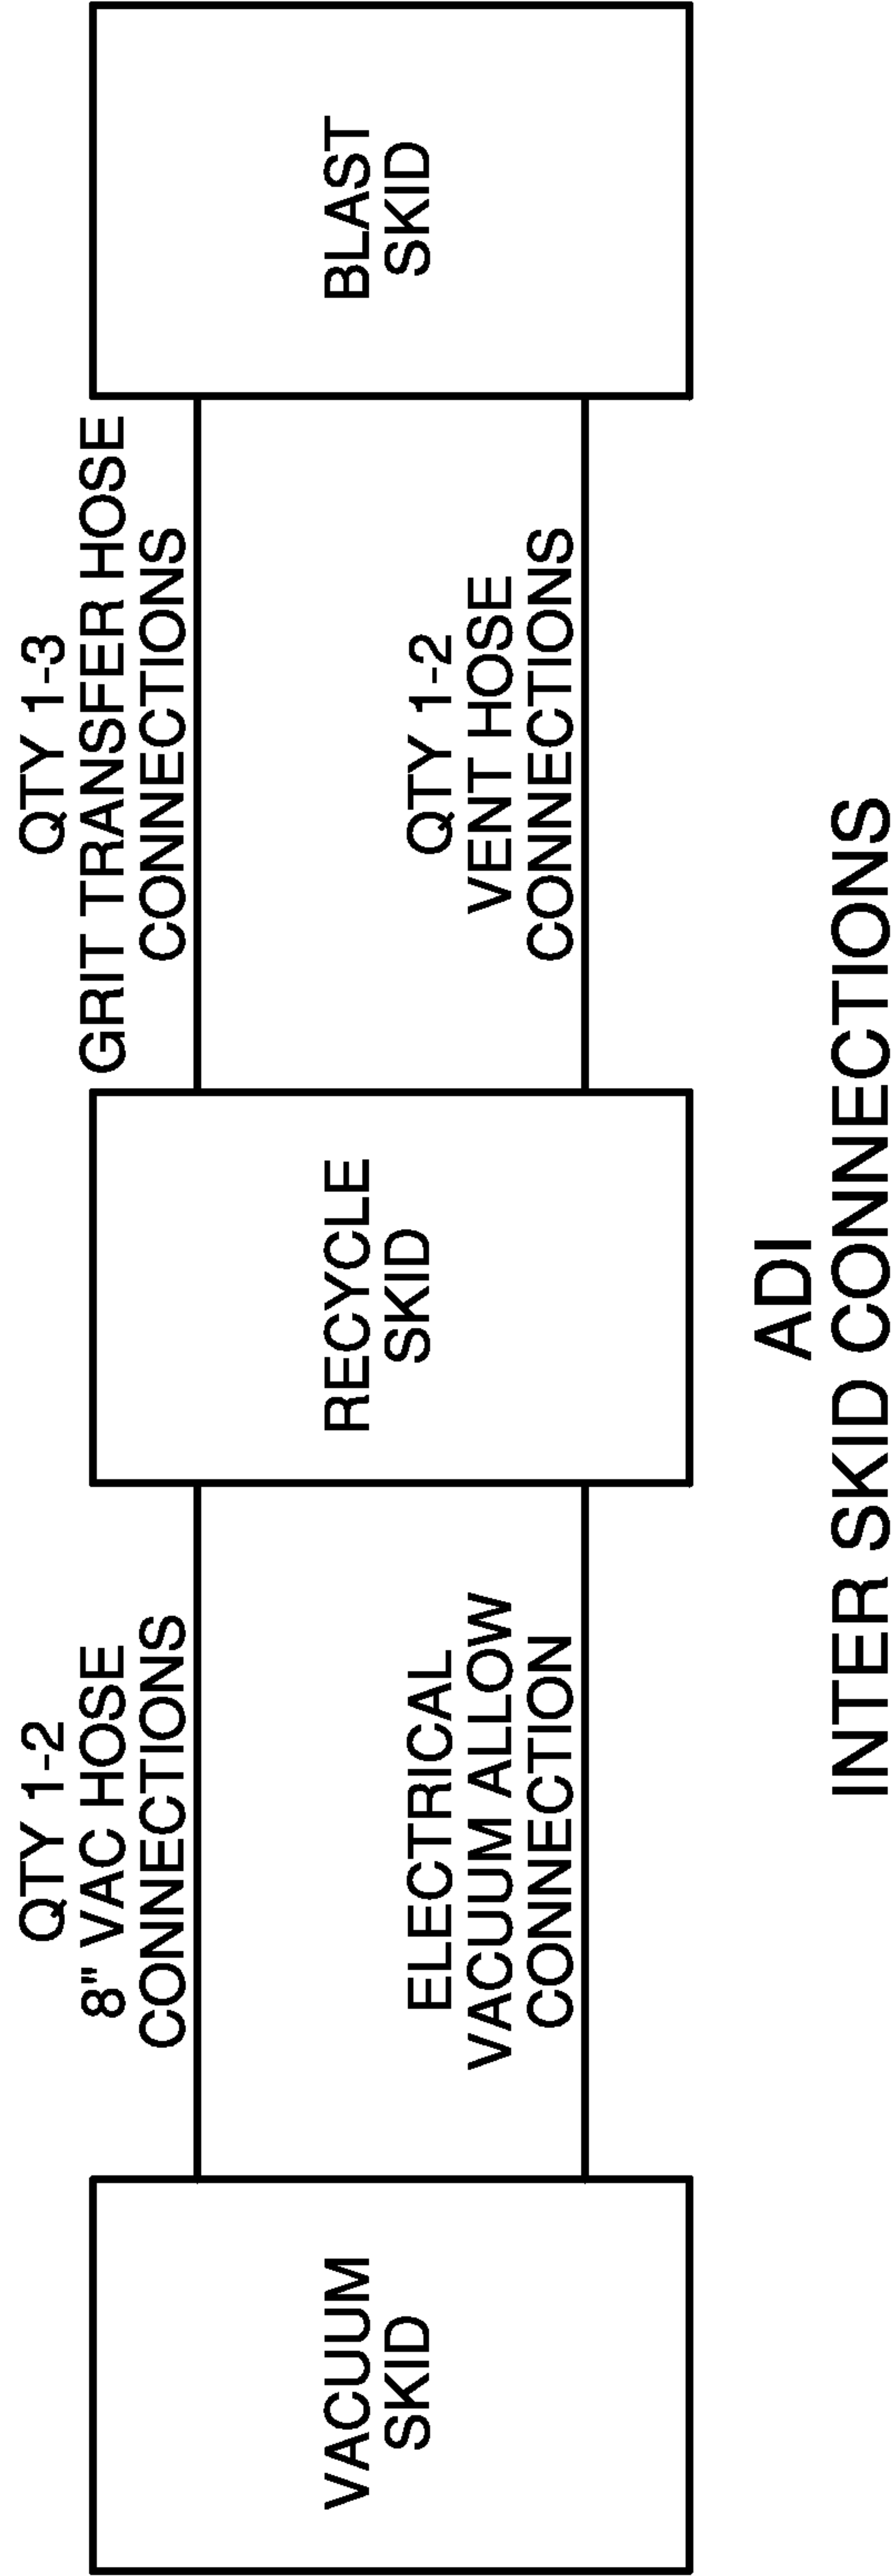 QTY 1-2
8" VAC HOSE
CONNECTIONS
QTY 1-3
GRIT TRANSFER HOSE
CONNECTIONS
VACUUM
SKID
RECYCLE
SKID
BLAST
SKID
ELECTRICAL
VACUUM ALLOW
CONNECTION
QTY 1-2
VENT HOSE
CONNECTIONS
ADI
INTER SKID CONNECTIONS